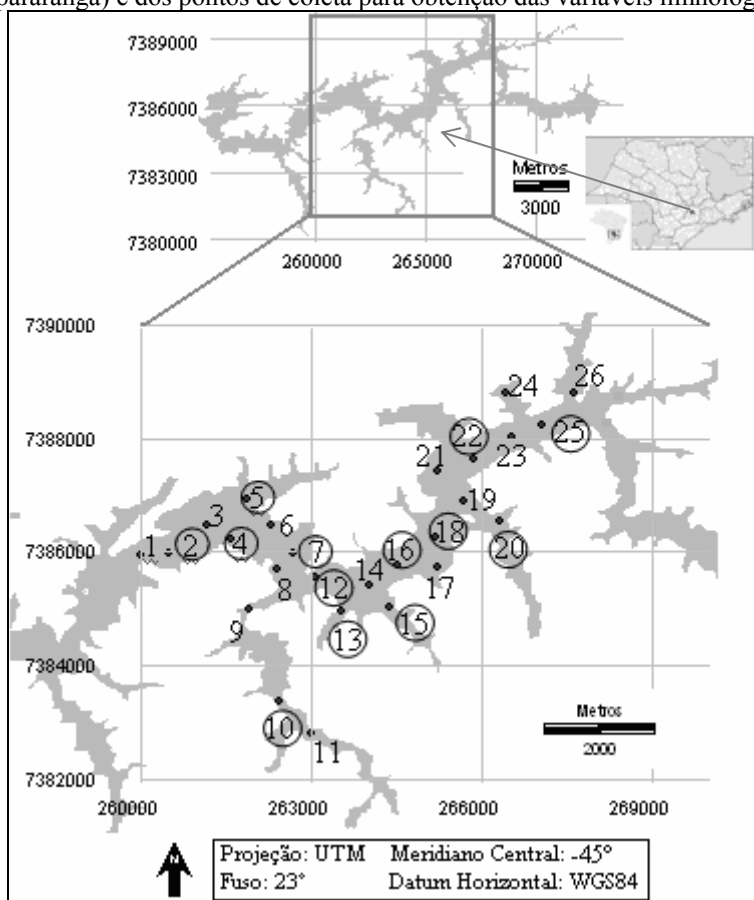 pararanga) e dos pontos de coleta para obtenção das variáveis limnológ
7389000
7386000
7383000
7380000
260000 265000 270000
Metros
3000
7390000
7388000
7386000
7384000
7382000
24 26
22 25
21 23
5 19
3 6 18
1 2 4 7 16 20
8 12 14 17
9 13 15
10 11
Metros
2000
260000 263000 266000 269000
N
Projeção: UTM Meridiano Central: -45°
Fuso: 23° Datum Horizontal: WGS84